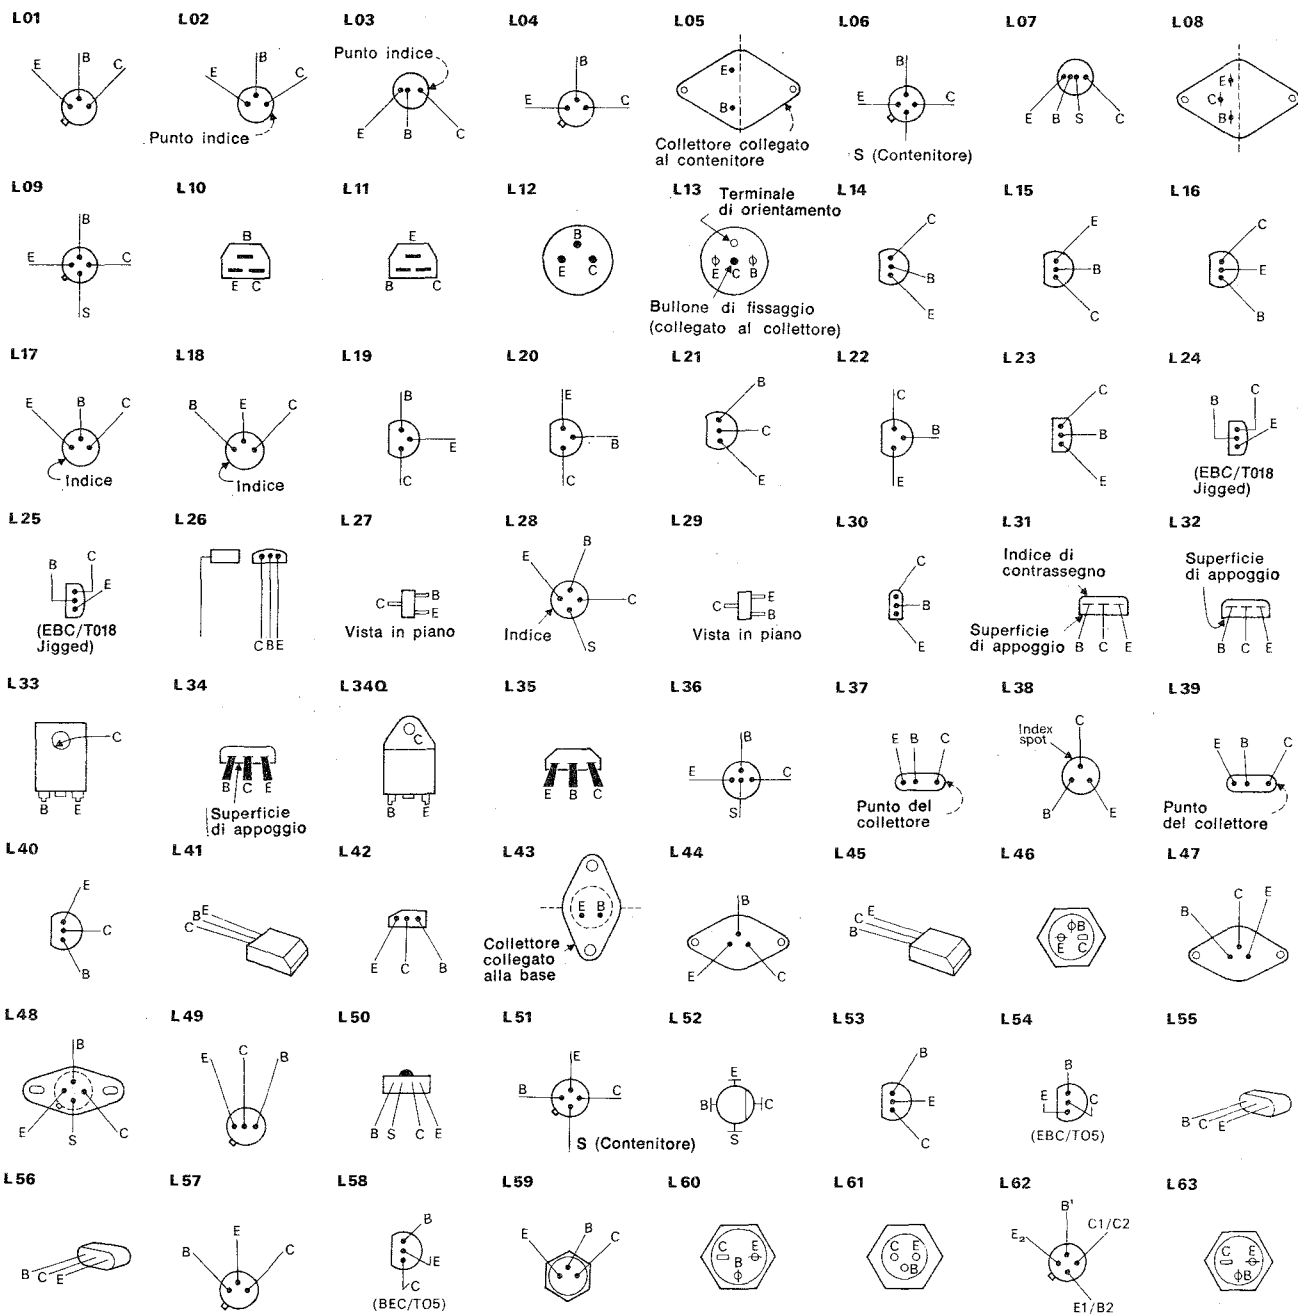 L01 L02 L03 L04 L05 L06 L07 L08
E B C
E B C
Punto indice
Punto indice
E B C
B
E C
E
B
Collettore collegato
al contenitore
B
E C
S (Contenitore)
E B S C
E
C
B
L09 L10 L11 L12 L13 L14 L15 L16
B
E C
S
B
E C
E
B C
B
E C
Terminale
di orientamento
E C B
Bullone di fissaggio
(collegato al collettore)
C
B
E
E
B
C
C
E
B
L17 L18 L19 L20 L21 L22 L23 L24
E B C
Indice
B E C
Indice
B
E
C
E
B
C
B
C
E
C
B
E
C
B
E
B C
E
(EBC/T018
Jigged)
L25 L26 L27 L28 L29 L30 L31 L32
B C
E
(EBC/T018
Jigged)
C B E
C B
E
Vista in piano
E B
C
Indice
S
C E
B
Vista in piano
C
B
E
Indice di
contrassegno
Superficie
di appoggio
B C E
Superficie
di appoggio
B C E
L33 L34 L34Q L35 L36 L37 L38 L39
C
B E
B C E
Superficie
di appoggio
C
B E
E B C
B
E C
S
E B C
Punto del
collettore
Index
spot
C
B E
E B C
Punto
del collettore
L40 L41 L42 L43 L44 L45 L46 L47
E
C
B
E
B
C
E C B
E B
Collettore
collegato
alla base
B
E C
E
C
B
B
E C
B C E
L48 L49 L50 L51 L52 L53 L54 L55
B
E S C
E C B
B S C E
E
B C
S (Contenitore)
E
B C
S
B
E
C
B
E C
(EBC/TO5)
B C E
L56 L57 L58 L59 L60 L61 L62 L63
B C E
B E C
B
E
C
(BEC/TO5)
E B C
C E
B
C E
B
B¹
C1/C2
E₂
E1/B2
C E
B